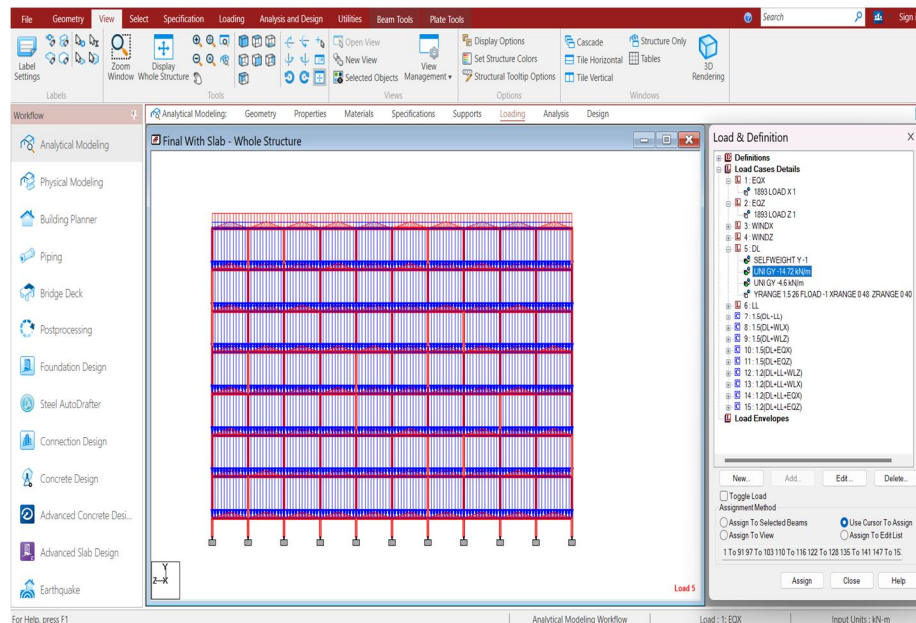 File Geometry View Select Specification Loading Analysis and Design Utilities Beam Tools Plate Tools Search Sign
Label Settings
Labels
Zoom Window
Display Whole Structure
Tools
Open View
New View
Selected Objects
View Management
Views
Display Options
Set Structure Colors
Structural Tooltip Options
Options
Cascade
Tile Horizontal
Tile Vertical
Structure Only
Tables
Windows
3D Rendering
Workflow
Analytical Modeling
Physical Modeling
Building Planner
Piping
Bridge Deck
Postprocessing
Foundation Design
Steel AutoDrafter
Connection Design
Concrete Design
Advanced Concrete Desi...
Advanced Slab Design
Earthquake
Analytical Modeling: Geometry Properties Materials Specifications Supports Loading Analysis Design
Final With Slab - Whole Structure
Y
Z X
Load 5
Load & Definition X
Definitions
Load Cases Details
1 : EQX
1893 LOAD X 1
2 : EQZ
1893 LOAD Z 1
3 : WINDX
4 : WINDZ
5 : DL
SELFWEIGHT Y -1
UNI GY -14.72 kN/m
UNI GY -4.6 kN/m
YRANGE 1.5 26 FLOAD -1 XRANGE 0 48 ZRANGE 0 40
6 : LL
7 : 1.5(DL+LL)
8 : 1.5(DL+WLX)
9 : 1.5(DL+WLZ)
10 : 1.5(DL+EQX)
11 : 1.5(DL+EQZ)
12 : 1.2(DL+LL+WLZ)
13 : 1.2(DL+LL+WLX)
14 : 1.2(DL+LL+EQX)
15 : 1.2(DL+LL+EQZ)
Load Envelopes
New... Add... Edit... Delete...
Toggle Load
Assignment Method
Assign To Selected Beams Use Cursor To Assign
Assign To View Assign To Edit List
1 To 91 97 To 103 110 To 116 122 To 128 135 To 141 147 To 15
Assign Close Help
For Help, press F1 Analytical Modeling Workflow Load : 1: EQX Input Units : kN-m